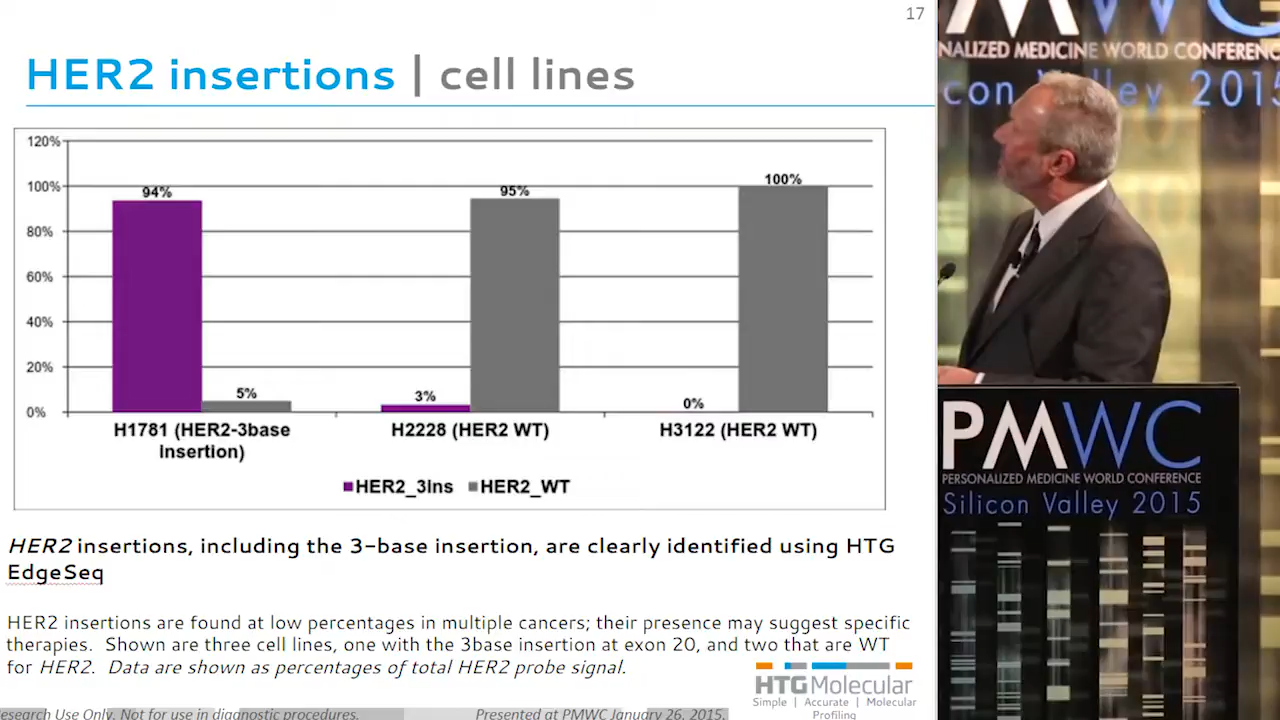 17
HER2 insertions | cell lines
120%
100%
80%
60%
40%
20%
0%
94%
5%
3%
95%
0%
100%
H1781 (HER2-3base
Insertion)
H2228 (HER2 WT)
H3122 (HER2 WT)
HER2_3Ins
HER2_WT
HER2 insertions, including the 3-base insertion, are clearly identified using HTG
EdgeSeq
HER2 insertions are found at low percentages in multiple cancers; their presence may suggest specific
therapies. Shown are three cell lines, one with the 3base insertion at exon 20, and two that are WT
for HER2. Data are shown as percentages of total HER2 probe signal.
HTGMolecular
Simple | Accurate | Molecular
Profiling
esearch Use Only. Not for use in diagnostic procedures.
Presented at PMWC January 26, 2015.
MWC
NALIZED MEDICINE WORLD CONFERENC
con Valley 2015
PMWC
PERSONALIZED MEDICINE WORLD CONFERENCE
Silicon Valley 2015